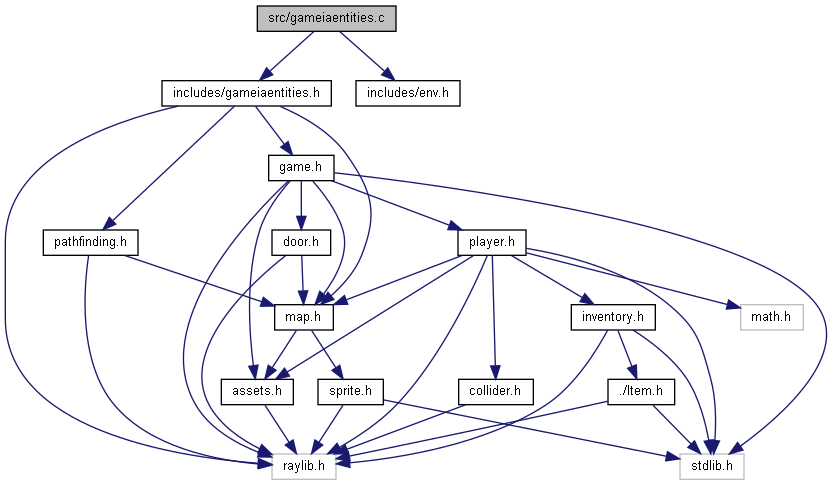 src/gameiaentities.c
includes/gameiaentities.h
includes/env.h
game.h
pathfinding.h
door.h
player.h
map.h
inventory.h
math.h
assets.h
sprite.h
collider.h
./Item.h
raylib.h
stdlib.h